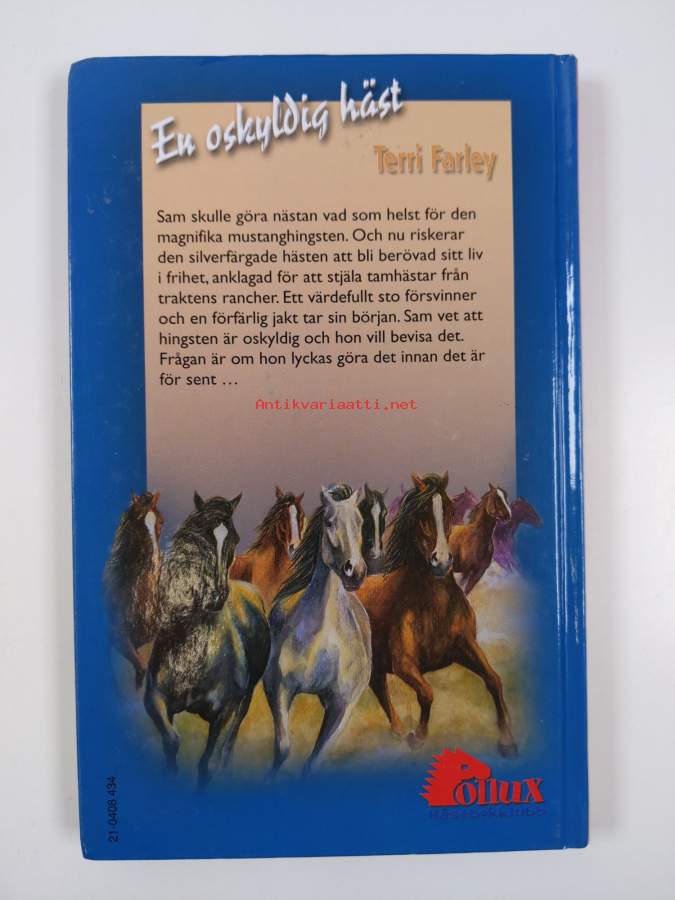 En oskyldig häst
Terri Farley
Sam skulle göra nästan vad som helst för den
magnifika mustanghingsten. Och nu riskerar
den silverfärgade hästen att bli berövad sitt liv
i frihet, anklagad för att stjäla tamhästar från
traktens rancher. Ett värdefullt sto försvinner
och en förfärlig jakt tar sin början. Sam vet att
hingsten är oskyldig och hon vill bevisa det.
Frågan är om hon lyckas göra det innan det är
för sent …
Antikvariaatti.net
Pollux
Hästbokklubb
21-0408 434